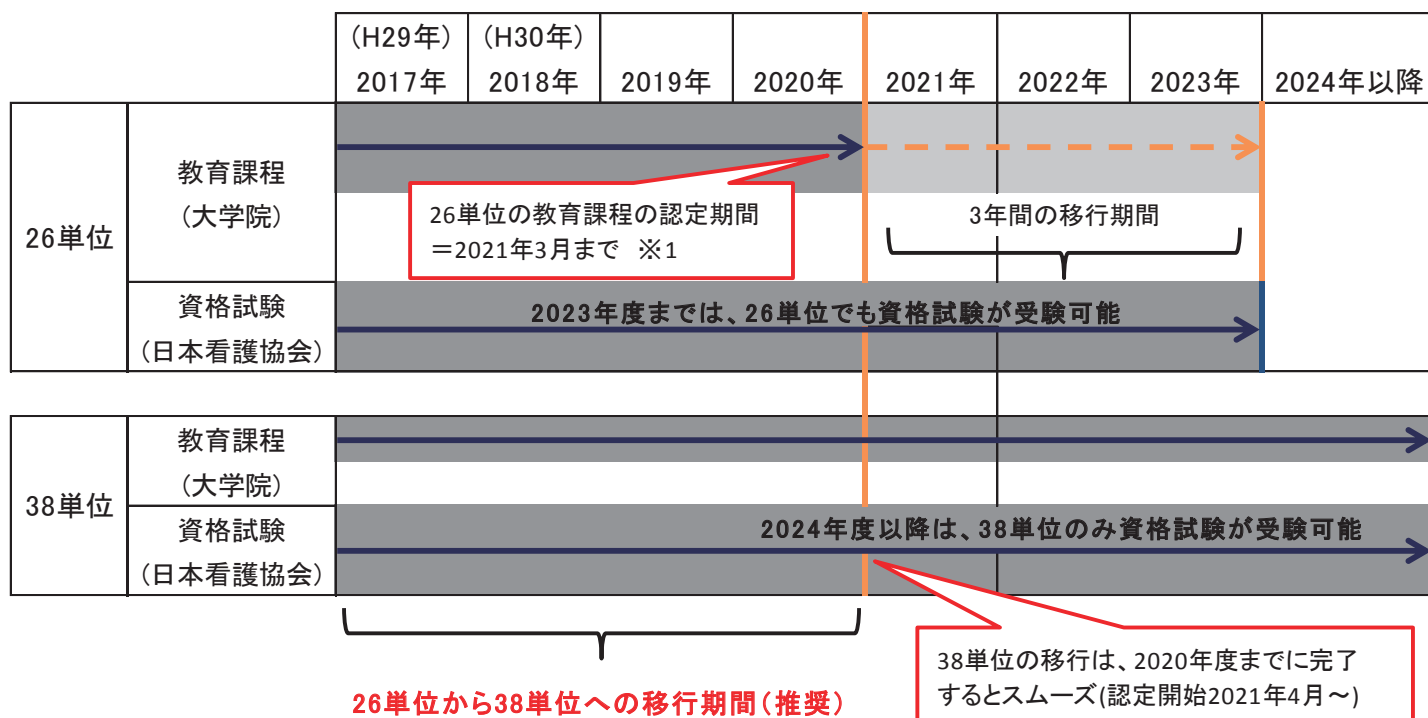 (H29年) (H30年)
2017年 2018年 2019年 2020年 2021年 2022年 2023年 2024年以降
26単位
教育課程
(大学院)
26単位の教育課程の認定期間
=2021年3月まで ※1
3年間の移行期間
資格試験
(日本看護協会)
2023年度までは、26単位でも資格試験が受験可能
38単位
教育課程
(大学院)
資格試験
(日本看護協会)
2024年度以降は、38単位のみ資格試験が受験可能
26単位から38単位への移行期間(推奨)
38単位の移行は、2020年度までに完了
するとスムーズ(認定開始2021年4月~)